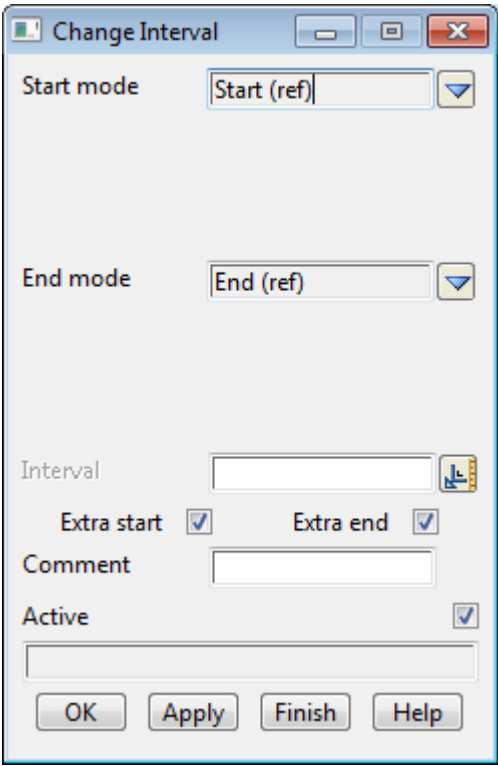 Change Interval
Start mode Start (ref)
End mode End (ref)
Interval
Extra start Extra end
Comment
Active
OK Apply Finish Help